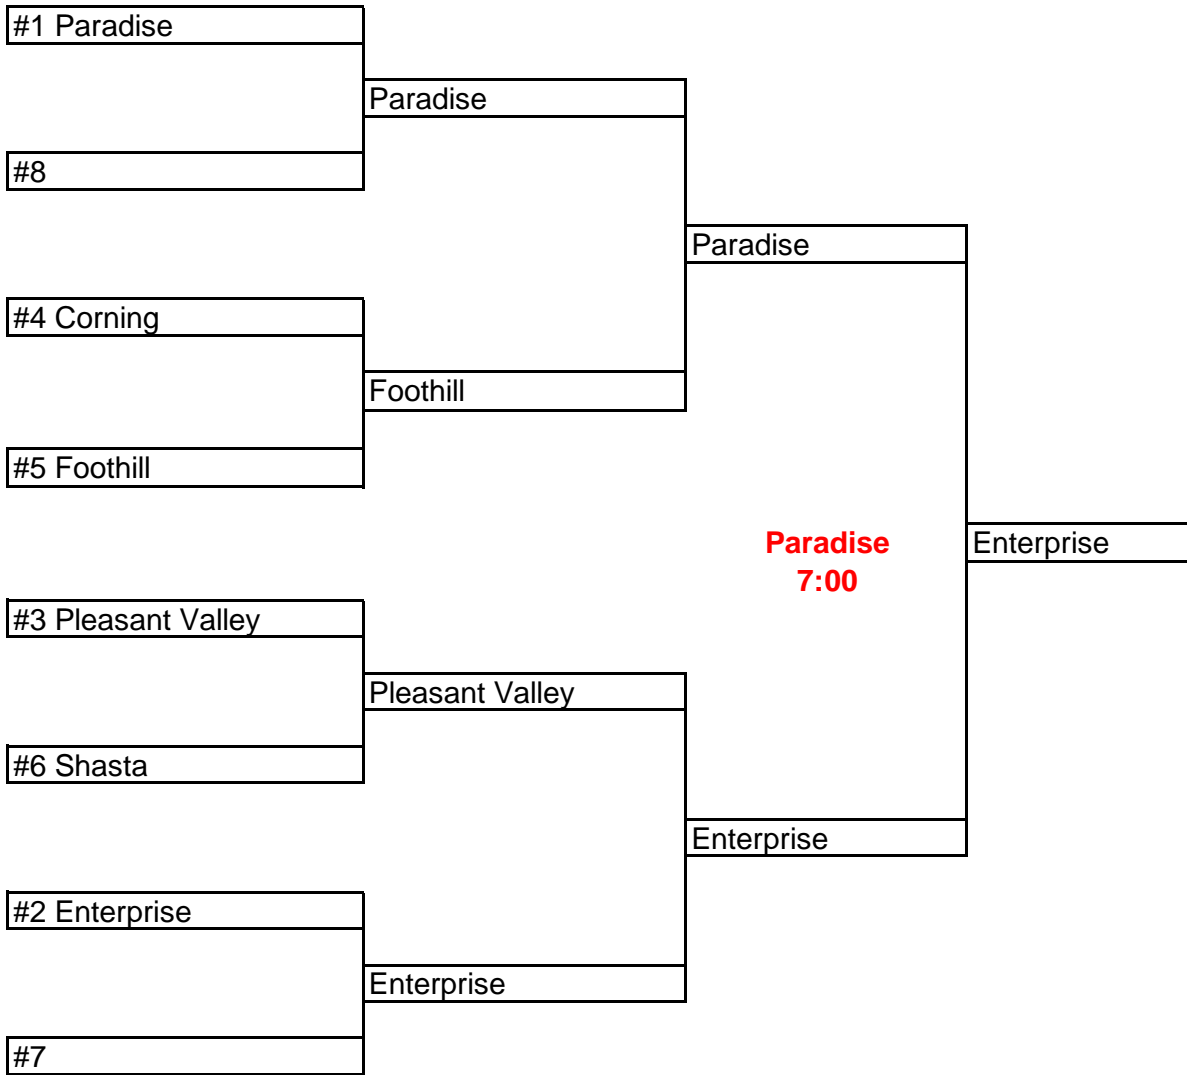 #1 Paradise
Paradise
#8
Paradise
#4 Corning
Foothill
#5 Foothill
Paradise
7:00
Enterprise
#3 Pleasant Valley
Pleasant Valley
#6 Shasta
Enterprise
#2 Enterprise
Enterprise
#7